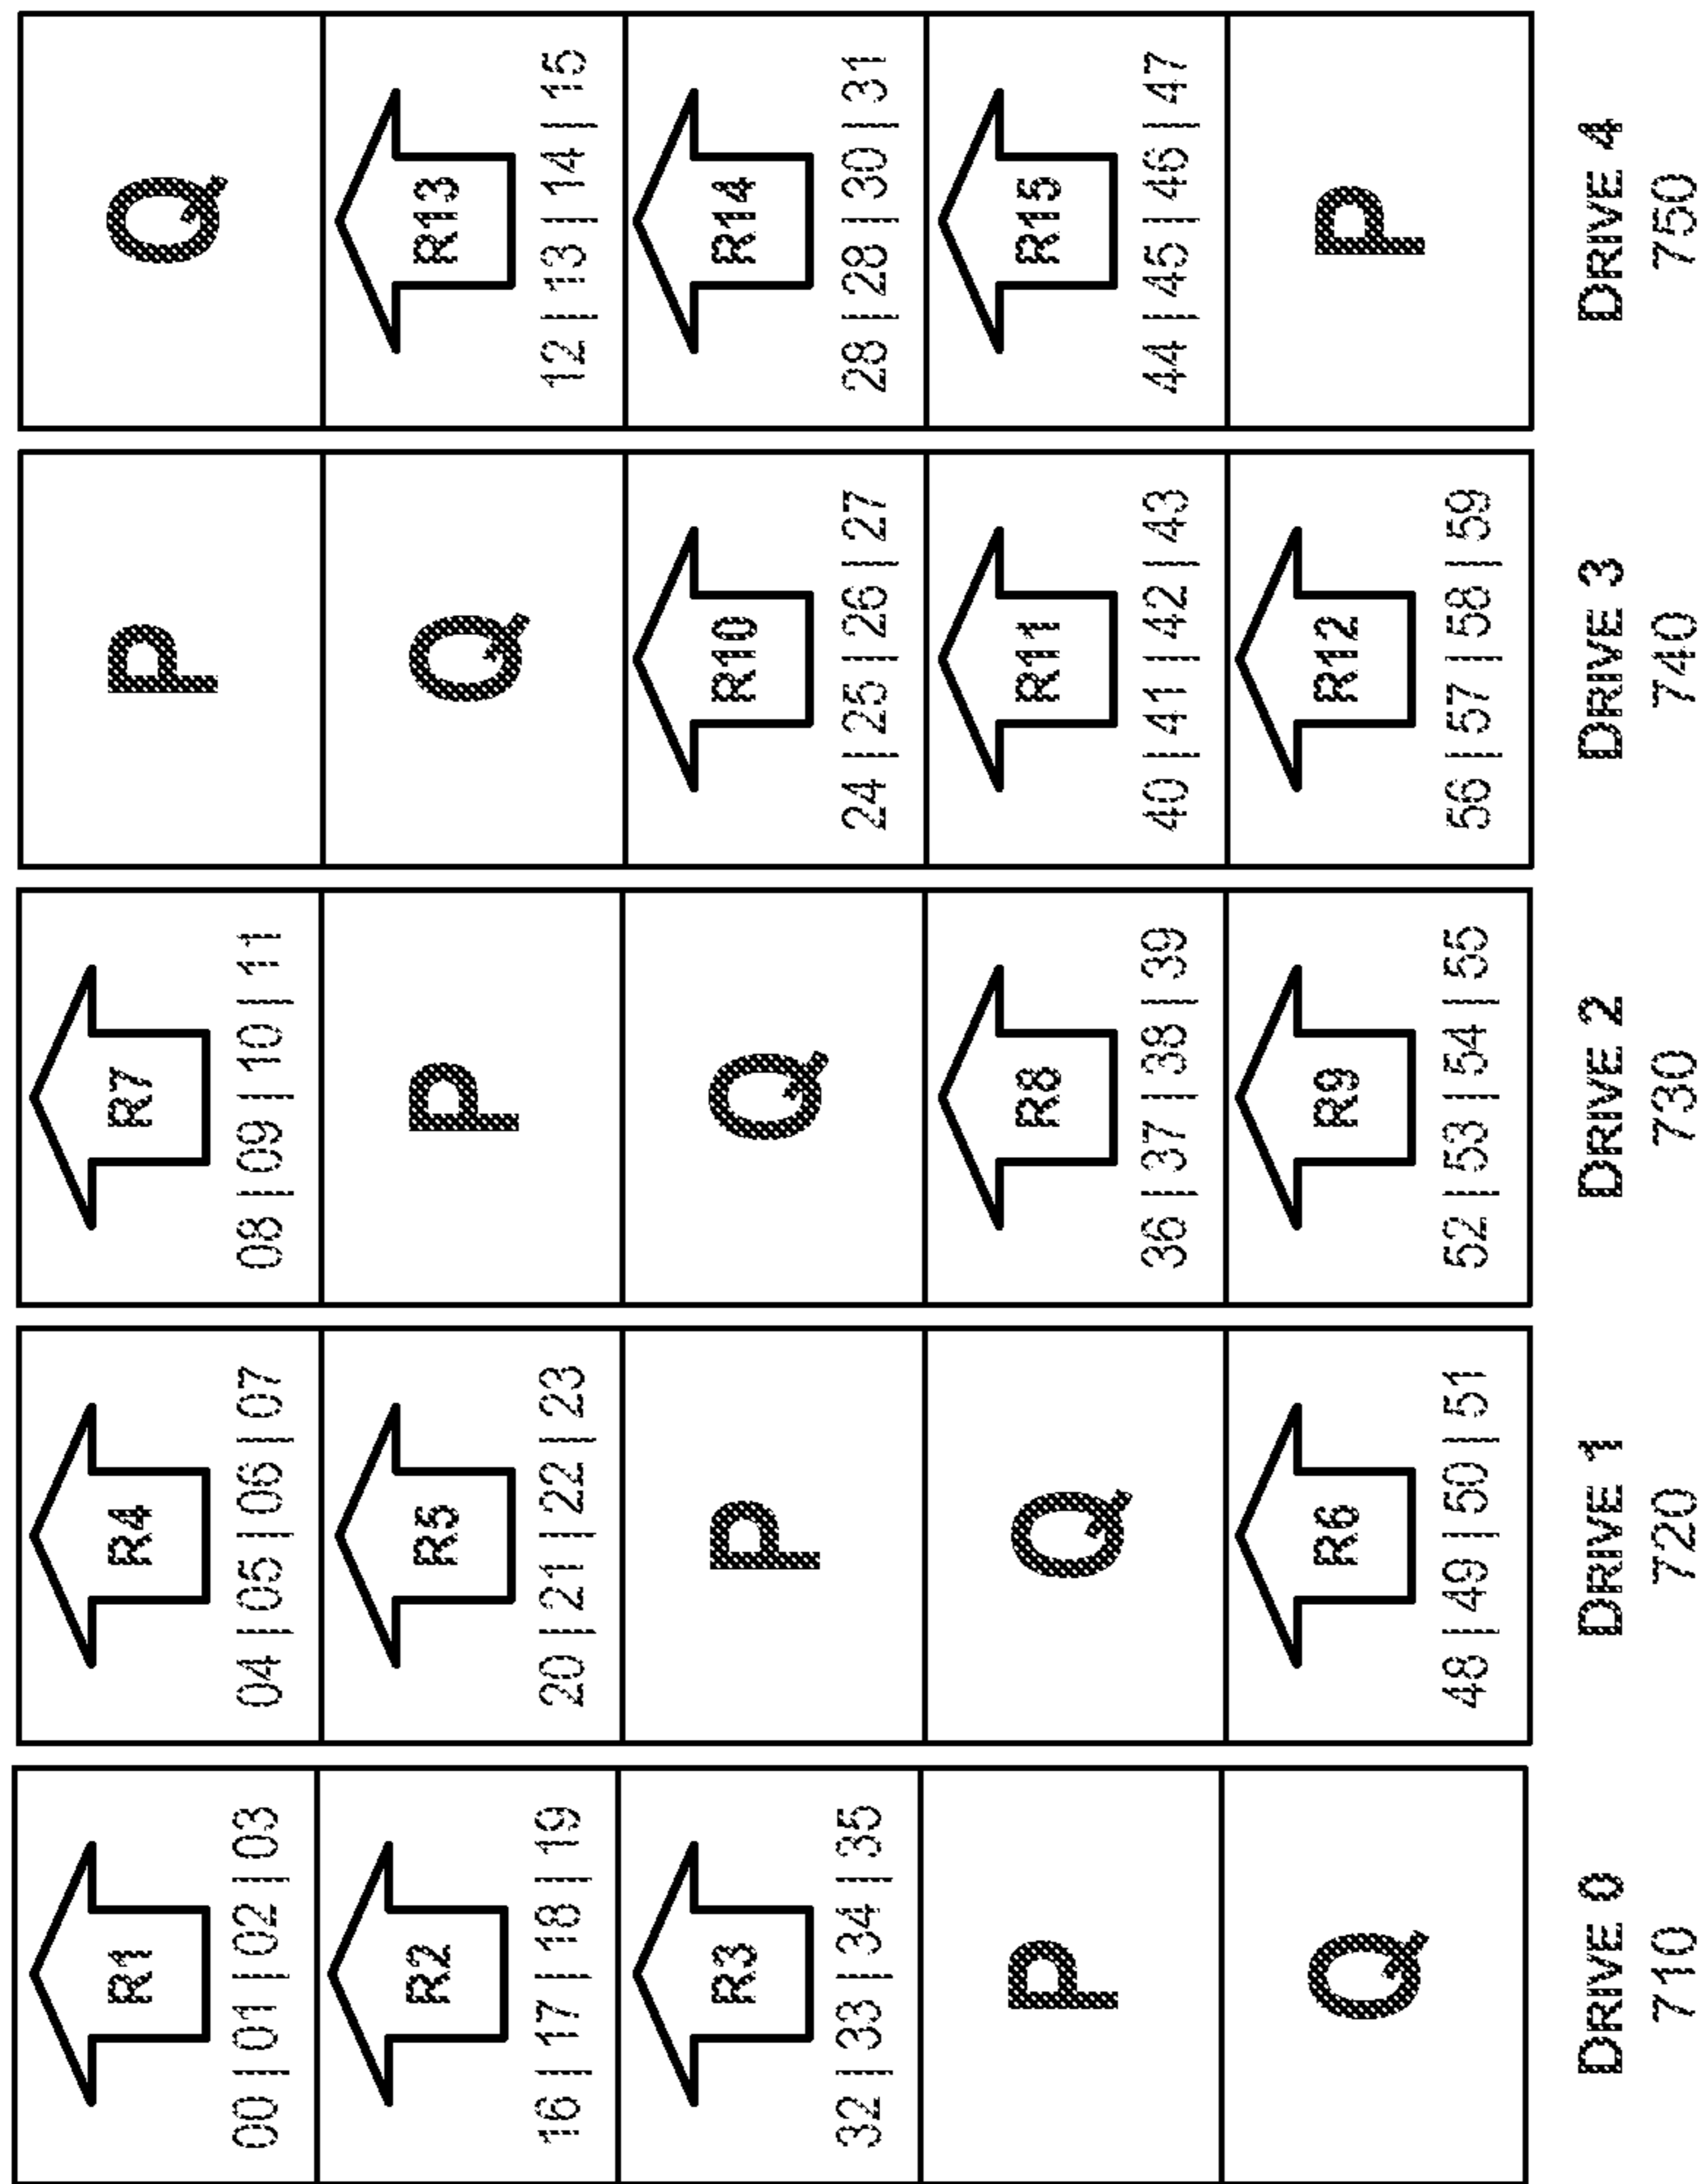 R1 R4 R7 P Q
00 | 01 | 02 | 03 04 | 05 | 06 | 07 08 | 09 | 10 | 11
R2 R5 P Q R13
16 | 17 | 18 | 19 20 | 21 | 22 | 23 12 | 13 | 14 | 15
R3 P Q R10 R14
32 | 33 | 34 | 35 24 | 25 | 26 | 27 28 | 28 | 30 | 31
P Q R8 R11 R15
36 | 37 | 38 | 39 40 | 41 | 42 | 43 44 | 45 | 46 | 47
Q R6 R9 R12 P
48 | 49 | 50 | 51 52 | 53 | 54 | 55 56 | 57 | 58 | 59
DRIVE 0 DRIVE 1 DRIVE 2 DRIVE 3 DRIVE 4
710 720 730 740 750